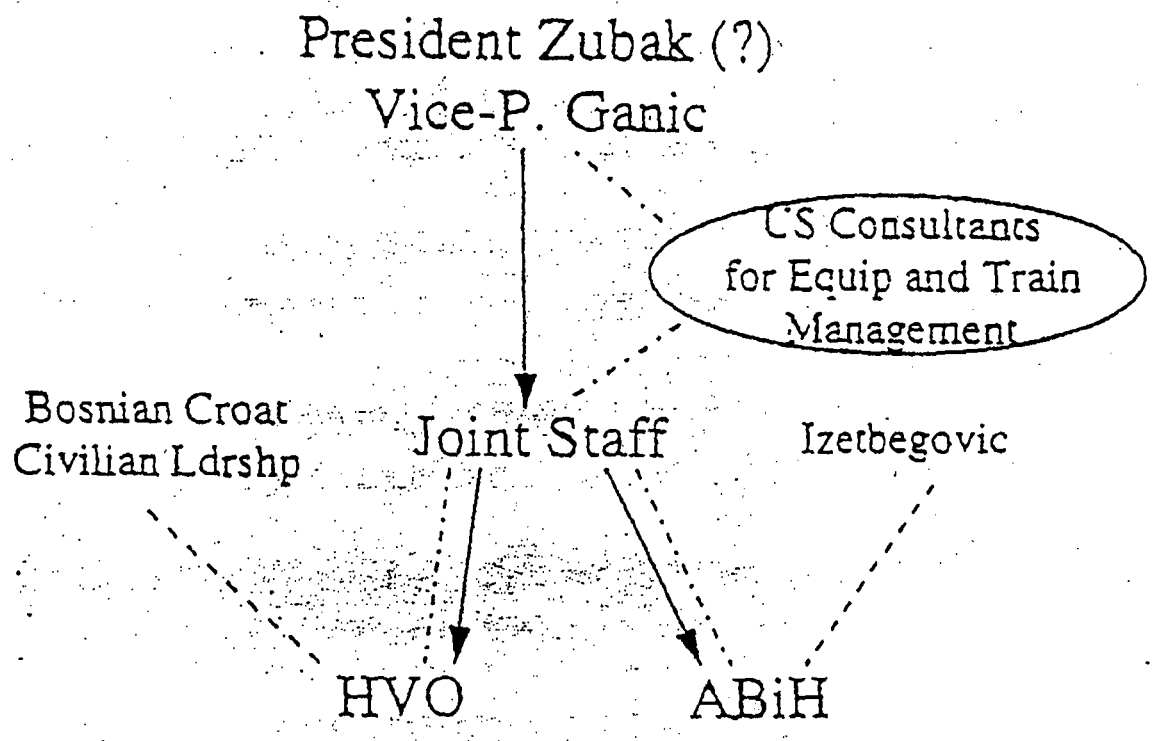 President Zubak (?)
Vice-P. Ganic
US Consultants
for Equip and Train
Management
Bosnian Croat
Civilian Ldrshp
Joint Staff
Izetbegovic
HVO
ABiH